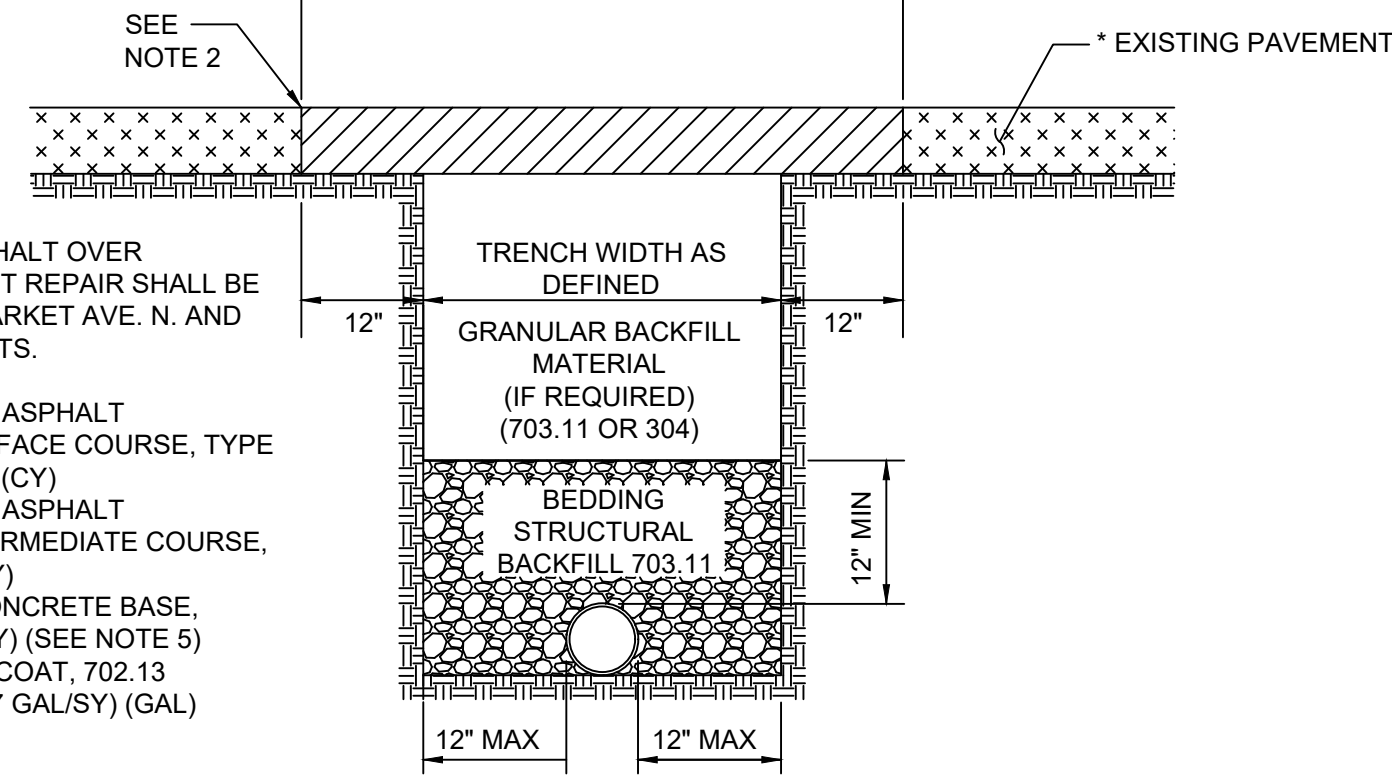 SEE
NOTE 2
* EXISTING PAVEMENT
HALT OVER
T REPAIR SHALL BE
ARKET AVE. N. AND
TS.
ASPHALT
FACE COURSE, TYPE
(CY)
ASPHALT
RMEDIATE COURSE,
Y)
ONCRETE BASE,
Y) (SEE NOTE 5)
COAT, 702.13
GAL/SY) (GAL)
TRENCH WIDTH AS
DEFINED
12"
12"
GRANULAR BACKFILL
MATERIAL
(IF REQUIRED)
(703.11 OR 304)
BEDDING
STRUCTURAL
BACKFILL 703.11
12" MIN
12" MAX
12" MAX